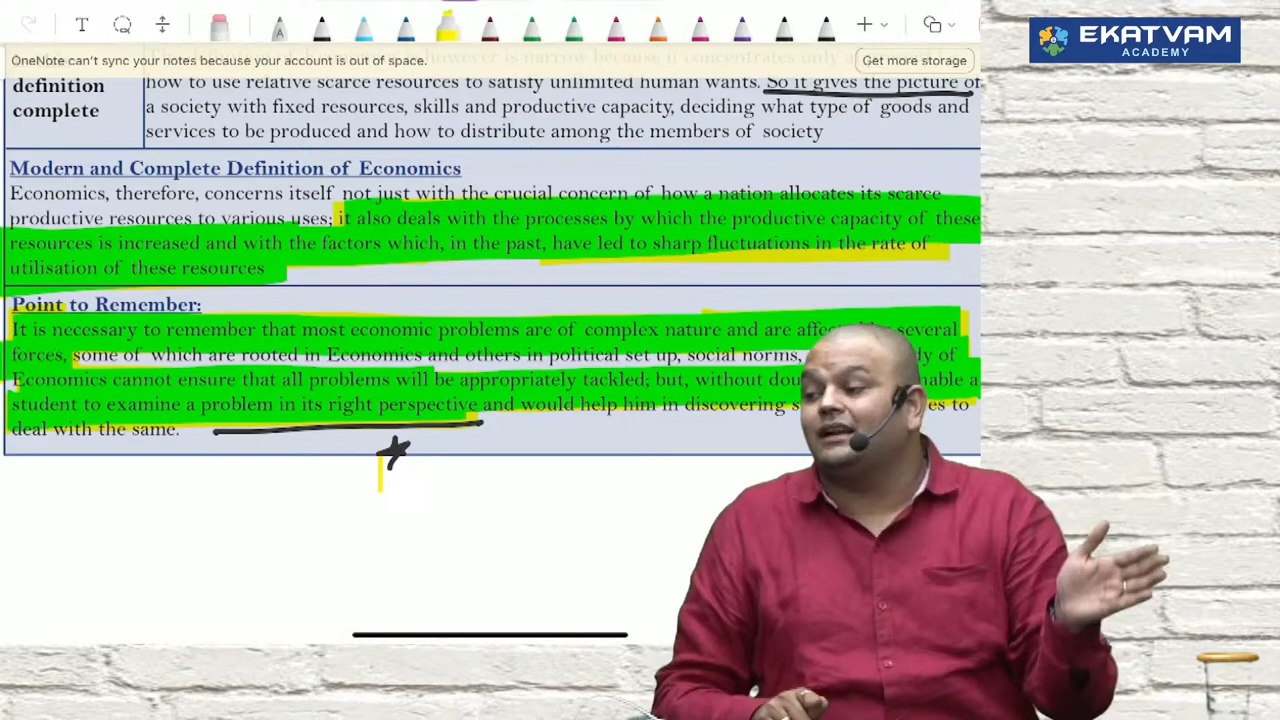 EKATVAM
ACADEMY
OneNote can't sync your notes because your account is out of space.
Get more storage
definition
complete
how to use relative scarce resources to satisfy unlimited human wants. So it gives the picture of
a society with fixed resources, skills and productive capacity, deciding what type of goods and
services to be produced and how to distribute among the members of society
Modern and Complete Definition of Economics
Economics, therefore, concerns itself not just with the crucial concern of how a nation allocates its scarce
productive resources to various uses; it also deals with the processes by which the productive capacity of these
resources is increased and with the factors which, in the past, have led to sharp fluctuations in the rate of
utilisation of these resources
Point to Remember:
It is necessary to remember that most economic problems are of complex nature and are several
forces, some of which are rooted in Economics and others in political set up, social norms, of
Economics cannot ensure that all problems will be appropriately tackled; but, without a
student to examine a problem in its right perspective and would help him in discovering to
deal with the same.